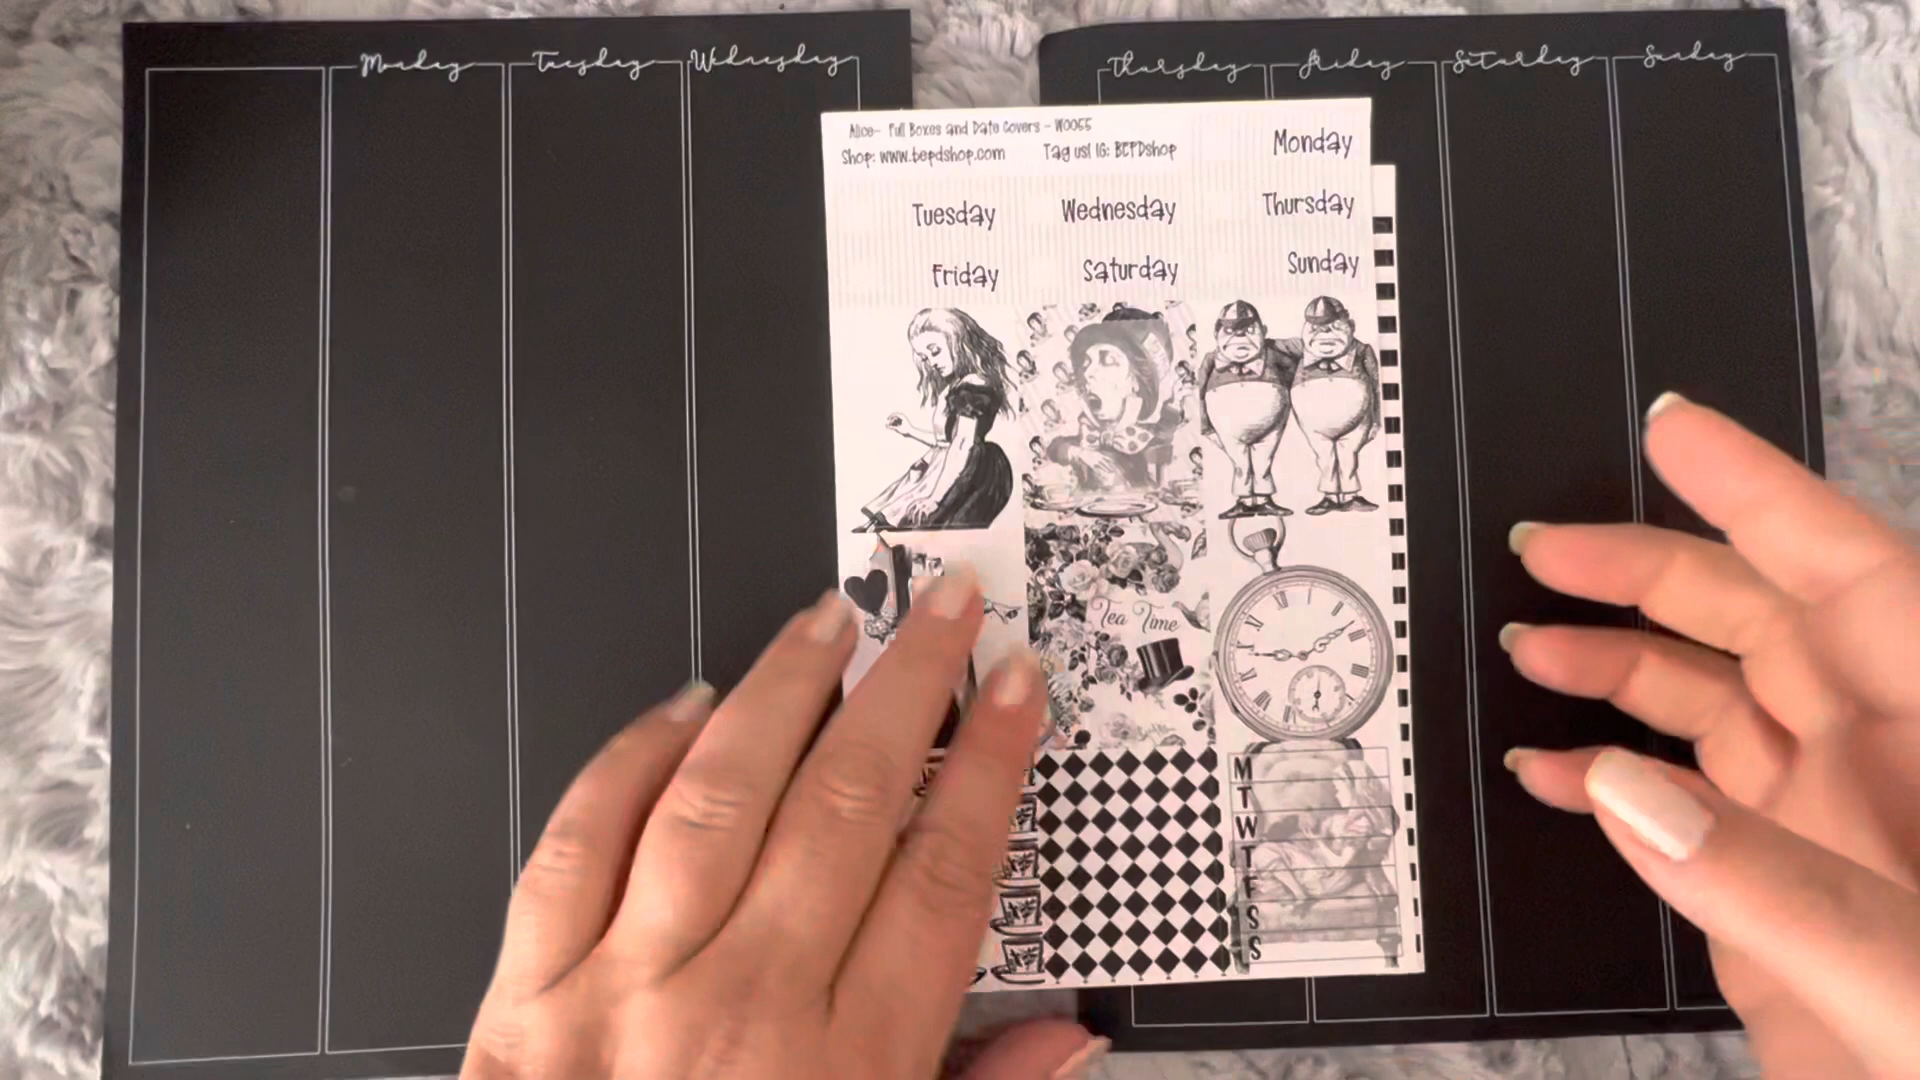 Monday Tuesday Wednesday Thursday Friday Saturday Sunday
Alice- Full Boxes and Date Covers - W0055
Shop: www.bepdshop.com Tag us! IG: BEPDshop
Monday
Tuesday Wednesday Thursday
Friday Saturday Sunday
Tea Time
M
T
W
T
F
S
S